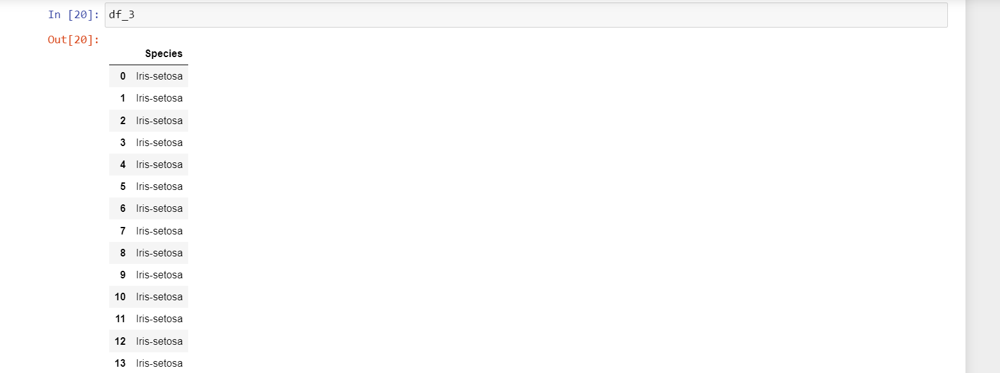 In [20]: df_3
Out[20]:
Species
0 Iris-setosa
1 Iris-setosa
2 Iris-setosa
3 Iris-setosa
4 Iris-setosa
5 Iris-setosa
6 Iris-setosa
7 Iris-setosa
8 Iris-setosa
9 Iris-setosa
10 Iris-setosa
11 Iris-setosa
12 Iris-setosa
13 Iris-setosa